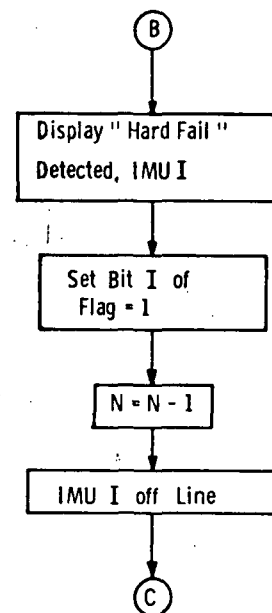 B
Display "Hard Fail"
Detected, IMU I
Set Bit I of
Flag = 1
N = N - 1
IMU I off Line
C